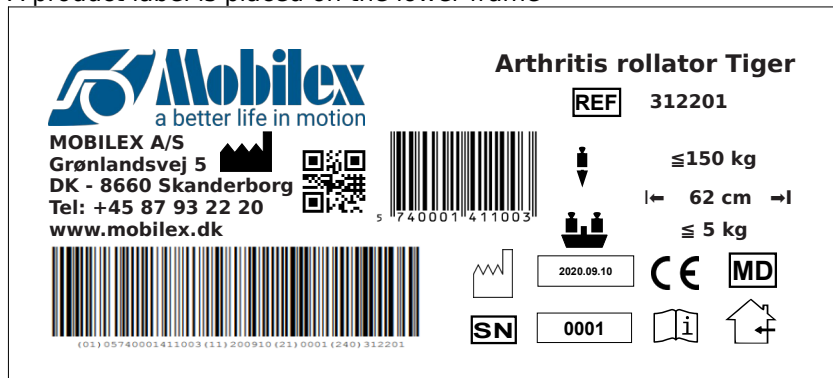 A product label is placed on the lower frame
Mobilex
a better life in motion
MOBILEX A/S
Grønlandsvej 5
DK - 8660 Skanderborg
Tel: +45 87 93 22 20
www.mobilex.dk
5 740001 411003
(01)05740001411003(11)200910(21)0001(240)312201
Arthritis rollator Tiger
REF 312201
≦150 kg
62 cm
≦ 5 kg
2020.09.10 CE MD
SN 0001 i